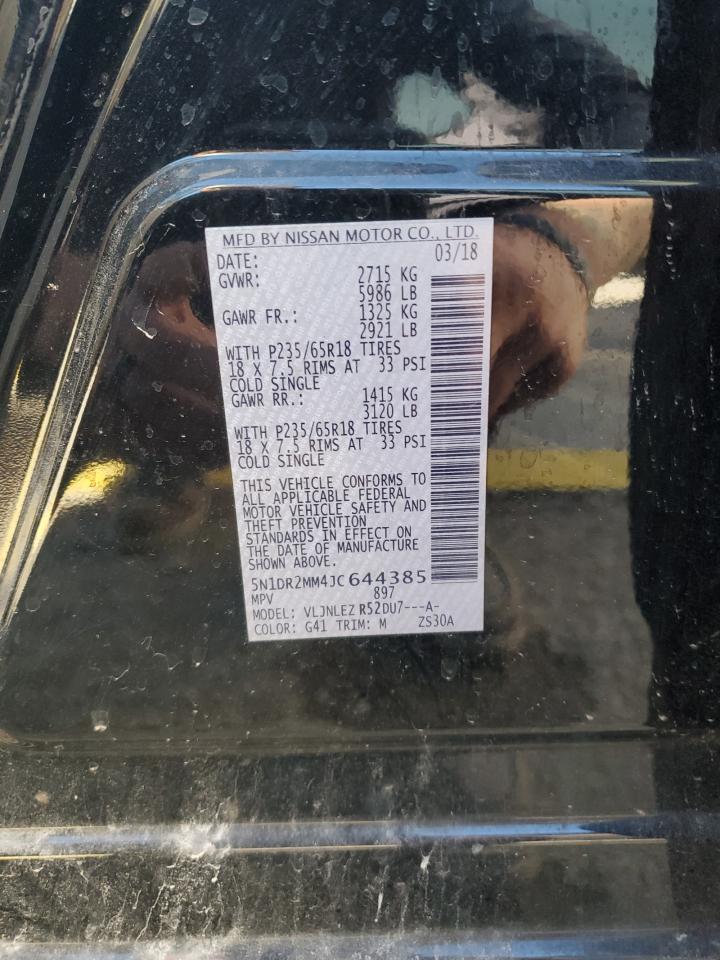 MFD BY NISSAN MOTOR CO., LTD.
DATE: 03/18
GVWR: 2715 KG
5986 LB
GAWR FR.: 1325 KG
2921 LB
WITH P235/65R18 TIRES
18 X 7.5 RIMS AT 33 PSI
COLD SINGLE
GAWR RR.: 1415 KG
3120 LB
WITH P235/65R18 TIRES
18 X 7.5 RIMS AT 33 PSI
COLD SINGLE
THIS VEHICLE CONFORMS TO
ALL APPLICABLE FEDERAL
MOTOR VEHICLE SAFETY AND
THEFT PREVENTION
STANDARDS IN EFFECT ON
THE DATE OF MANUFACTURE
SHOWN ABOVE.
5N1DR2MM4JC644385
MPV 897
MODEL: VLJNLEZ R52DU7---A-
COLOR: G41 TRIM: M ZS30A